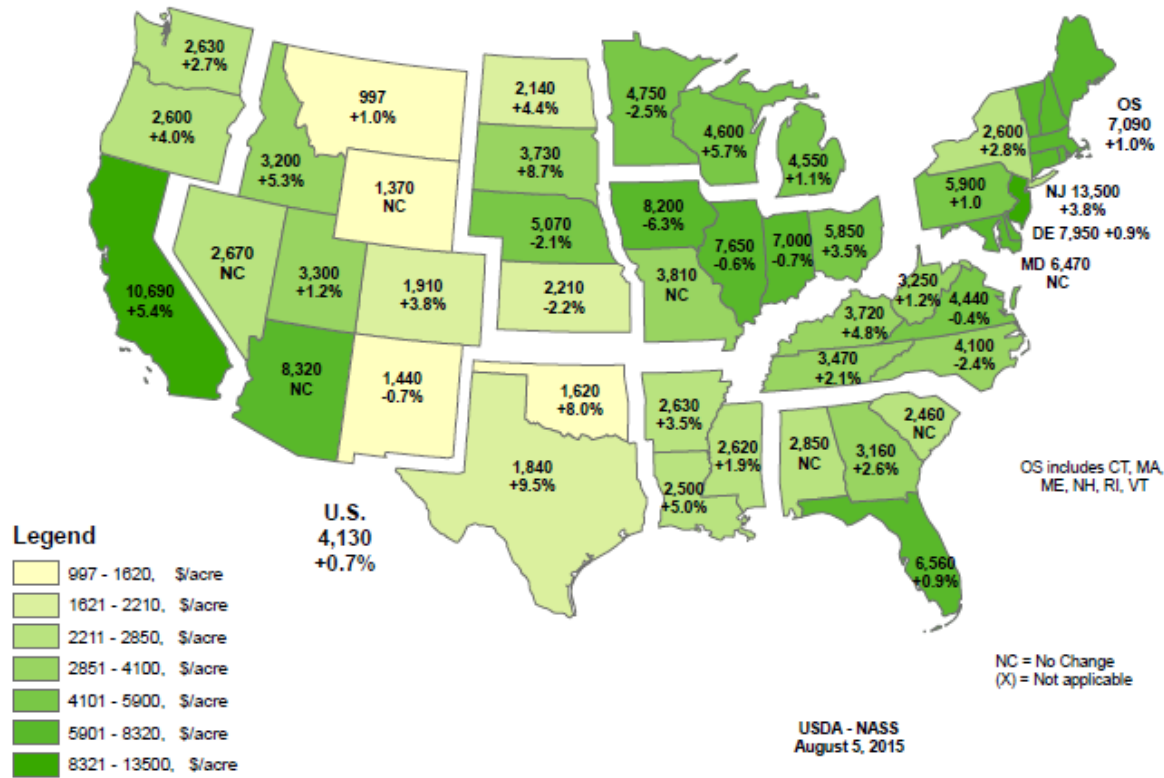 2,630
+2.7%
2,600
+4.0%
10,690
+5.4%
2,670
NC
3,200
+5.3%
997
+1.0%
1,370
NC
3,300
+1.2%
1,910
+3.8%
8,320
NC
1,440
-0.7%
2,140
+4.4%
3,730
+8.7%
5,070
-2.1%
2,210
-2.2%
1,620
+8.0%
1,840
+9.5%
4,750
-2.5%
4,600
+5.7%
4,550
+1.1%
8,200
-6.3%
7,650
-0.6%
7,000
-0.7%
5,850
+3.5%
3,810
NC
2,630
+3.5%
2,620
+1.9%
2,500
+5.0%
2,850
NC
3,160
+2.6%
2,460
NC
6,560
+0.9%
3,720
+4.8%
3,470
+2.1%
3,250
+1.2%
4,440
-0.4%
4,100
-2.4%
2,600
+2.8%
5,900
+1.0
OS
7,090
+1.0%
NJ 13,500
+3.8%
DE 7,950 +0.9%
MD 6,470
NC
OS includes CT, MA,
ME, NH, RI, VT
U.S.
4,130
+0.7%
Legend
997 - 1620, $/acre
1621 - 2210, $/acre
2211 - 2850, $/acre
2851 - 4100, $/acre
4101 - 5900, $/acre
5901 - 8320, $/acre
8321 - 13500, $/acre
NC = No Change
(X) = Not applicable
USDA - NASS
August 5, 2015